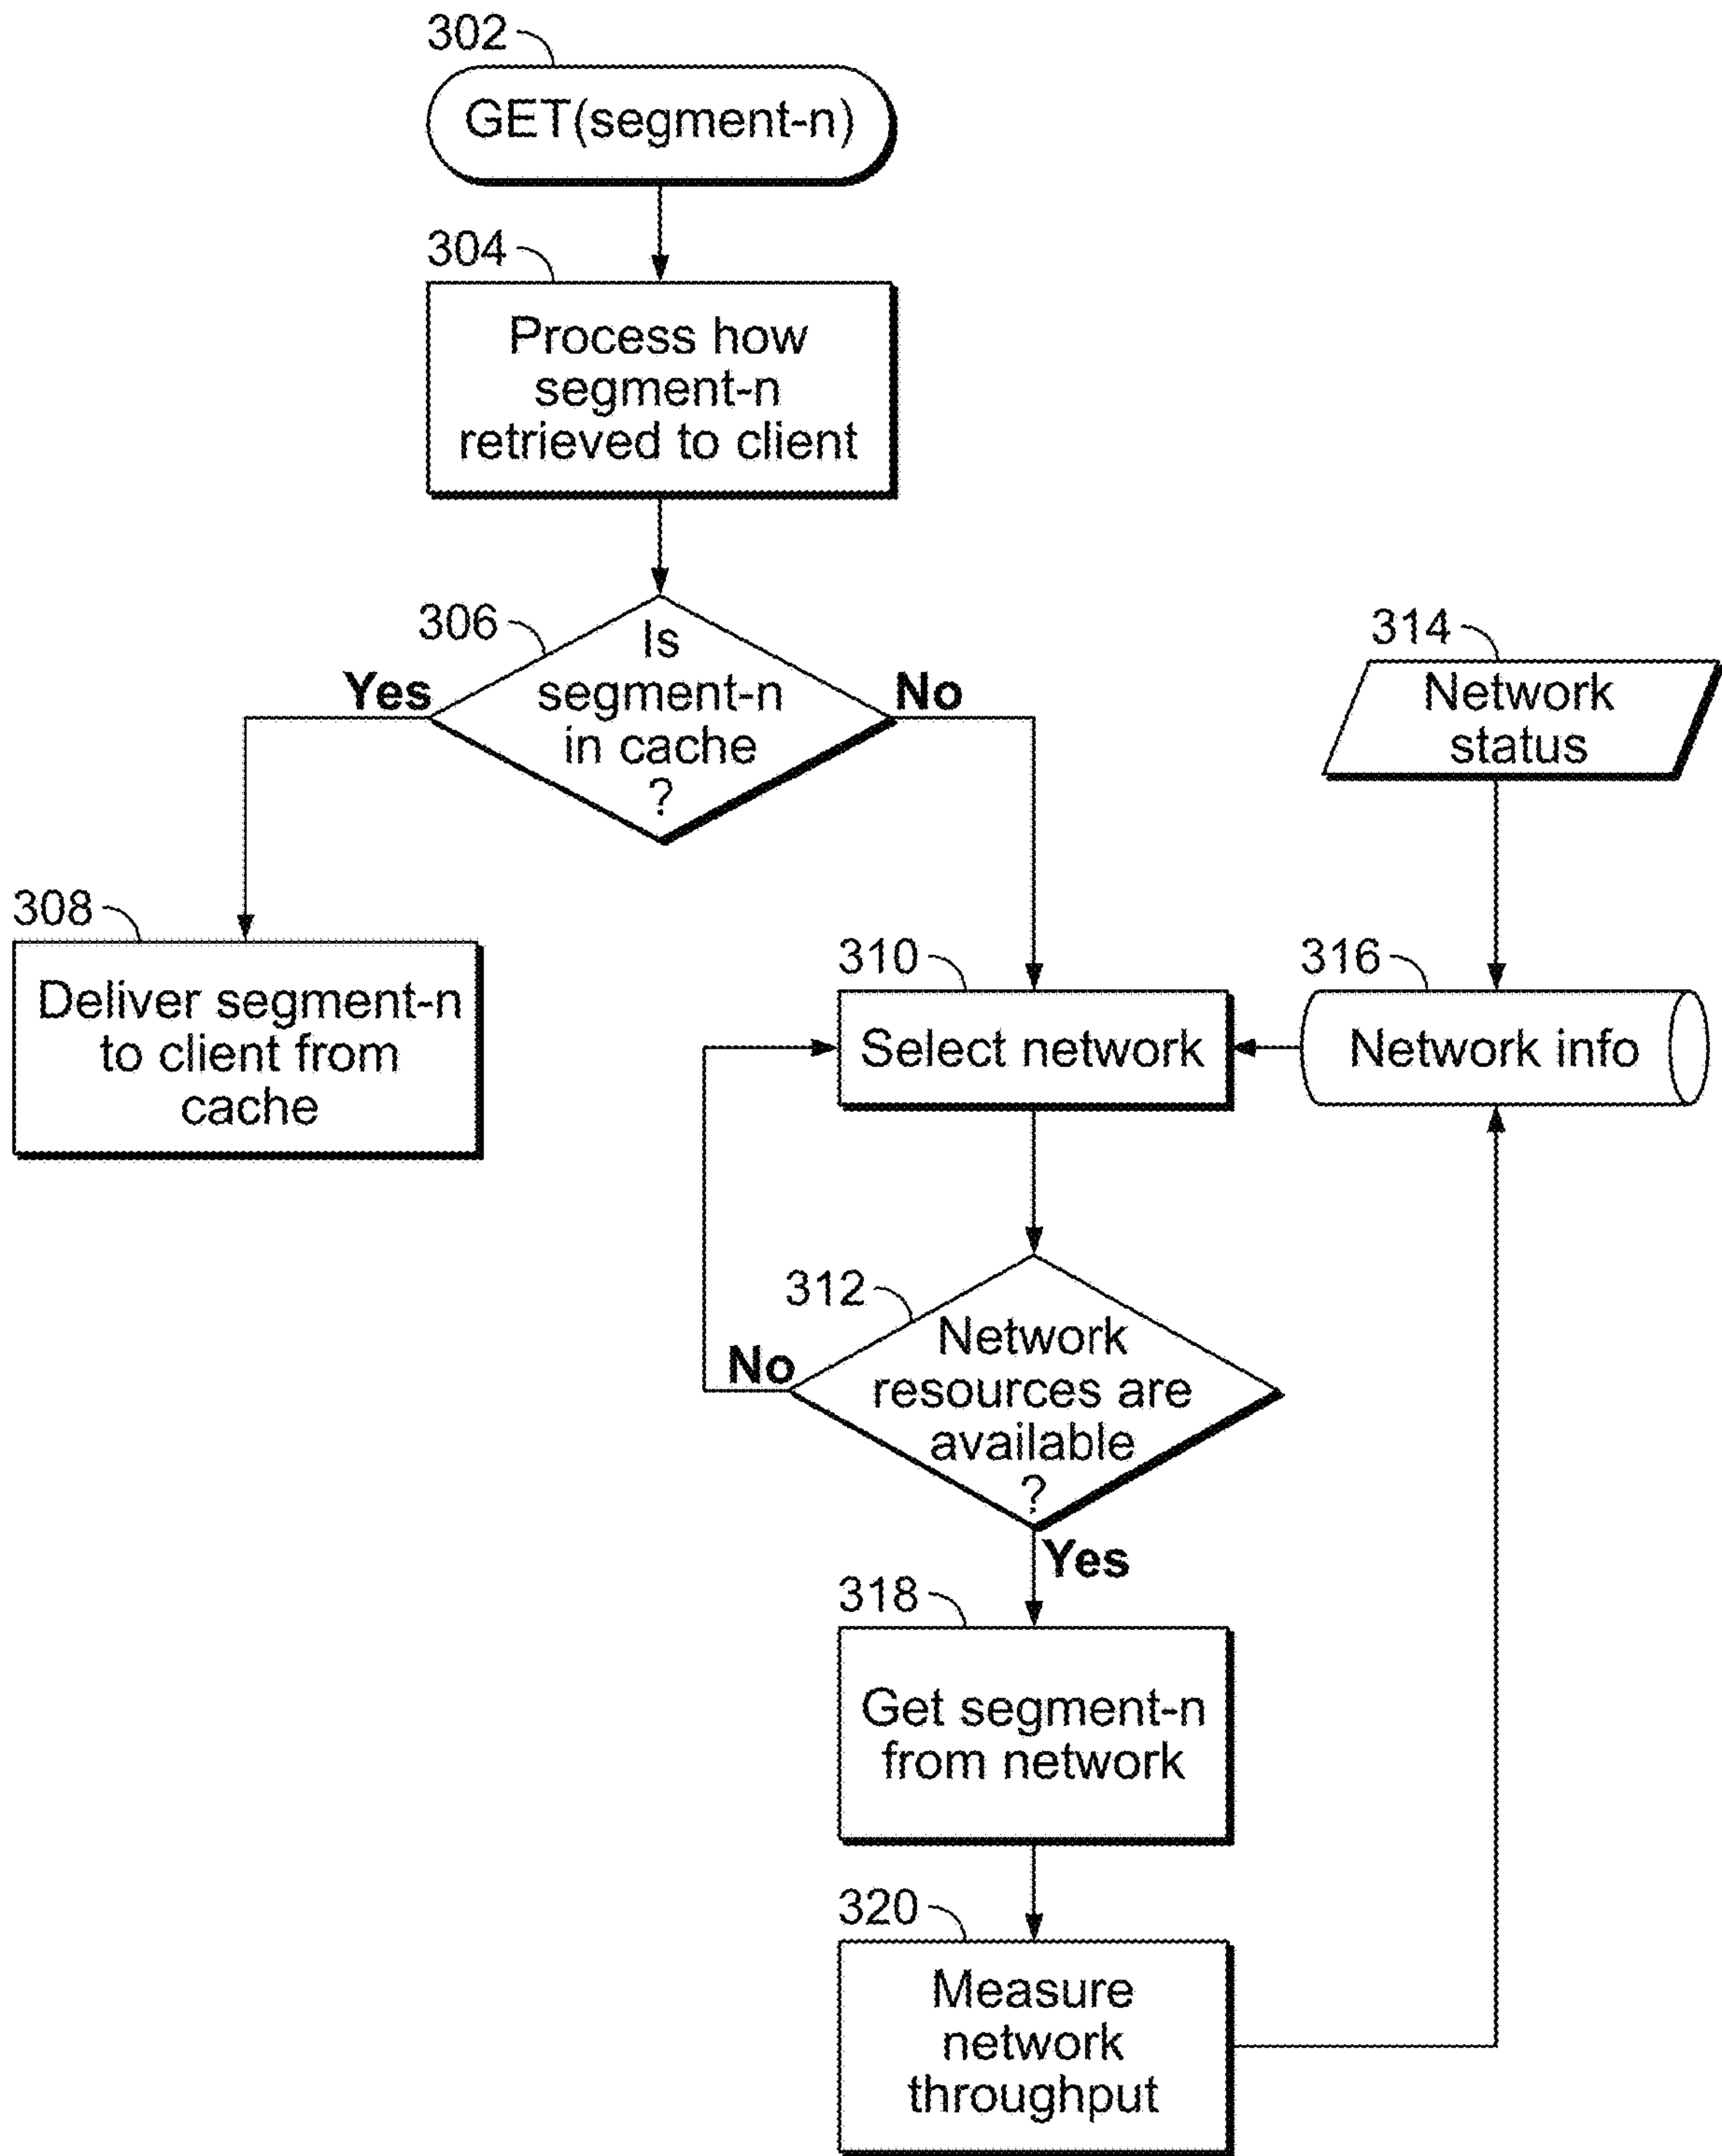 302
GET(segment-n)
304
Process how
segment-n
retrieved to client
306
Is
segment-n
in cache
?
Yes
No
314
Network
status
308
Deliver segment-n
to client from
cache
310
Select network
316
Network info
312
Network
resources are
available
?
No
Yes
318
Get segment-n
from network
320
Measure
network
throughput